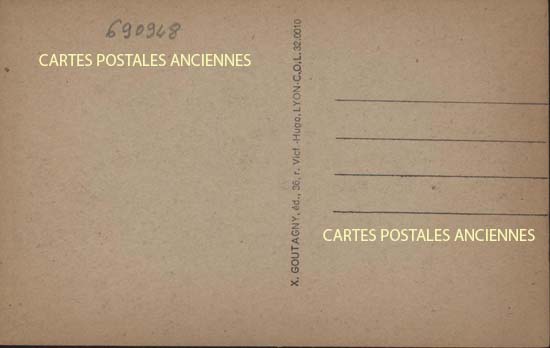 690948
CARTES POSTALES ANCIENNES
X. GOUTAGNY, éd., 36, r. Vict.-Hugo, LYON-C.O.L. 32.0010
CARTES POSTALES ANCIENNES